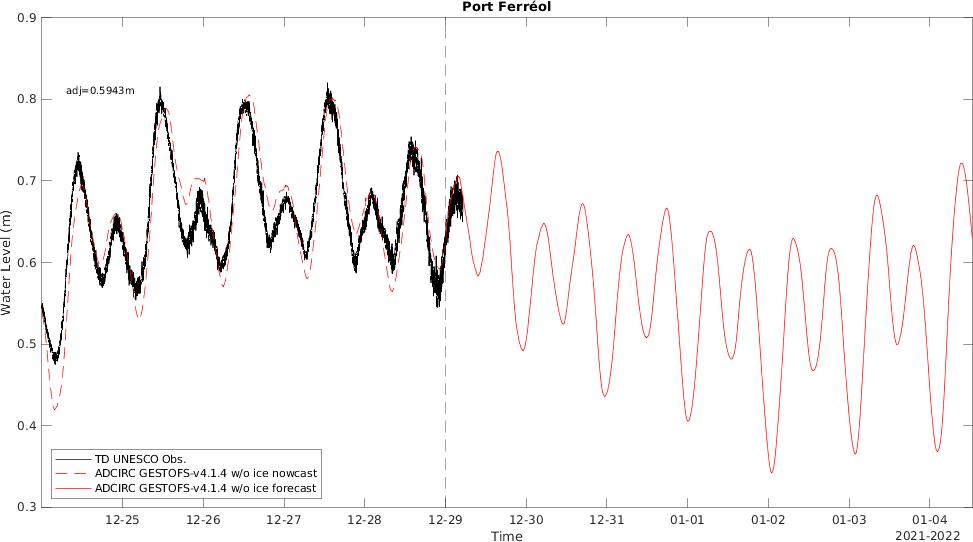 Port Ferréol
0.9
0.8
0.7
0.6
0.5
0.4
0.3
Water Level (m)
adj=0.5943m
TD UNESCO Obs.
ADCIRC GESTOFS-v4.1.4 w/o ice nowcast
ADCIRC GESTOFS-v4.1.4 w/o ice forecast
12-25 12-26 12-27 12-28 12-29 12-30 12-31 01-01 01-02 01-03 01-04
Time
2021-2022